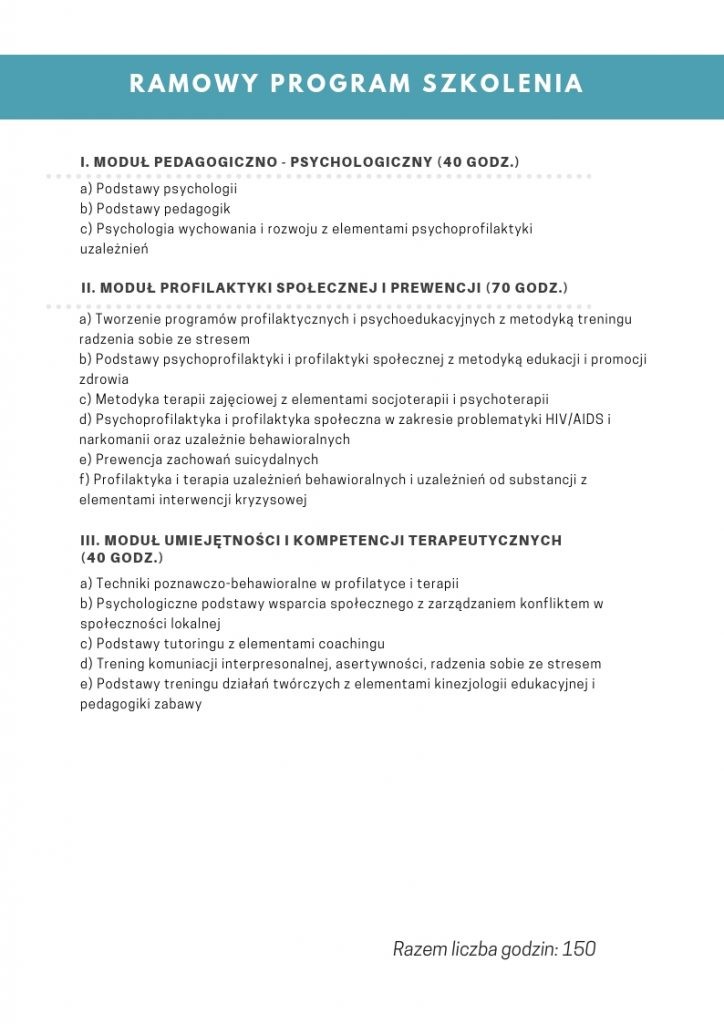 RAMOWY PROGRAM SZKOLENIA
I. MODUŁ PEDAGOGICZNO - PSYCHOLOGICZNY (40 GODZ.)
a) Podstawy psychologii
b) Podstawy pedagogik
c) Psychologia wychowania i rozwoju z elementami psychoprofilaktyki
uzależnień
II. MODUŁ PROFILAKTYKI SPOŁECZNEJ I PREWENCJI (70 GODZ.)
a) Tworzenie programów profilaktycznych i psychoedukacyjnych z metodyką treningu
radzenia sobie ze stresem
b) Podstawy psychoprofilaktyki i profilaktyki społecznej z metodyką edukacji i promocji
zdrowia
c) Metodyka terapii zajęciowej z elementami socjoterapii i psychoterapii
d) Psychoprofilaktyka i profilaktyka społeczna w zakresie problematyki HIV/AIDS i
narkomanii oraz uzależnie behawioralnych
e) Prewencja zachowań suicydalnych
f) Profilaktyka i terapia uzależnień behawioralnych i uzależnień od substancji z
elementami interwencji kryzysowej
III. MODUŁ UMIEJĘTNOŚCI I KOMPETENCJI TERAPEUTYCZNYCH
(40 GODZ.)
a) Techniki poznawczo-behawioralne w profilatyce i terapii
b) Psychologiczne podstawy wsparcia społecznego z zarządzaniem konfliktem w
społeczności lokalnej
c) Podstawy tutoringu z elementami coachingu
d) Trening komuniacji interpresonalnej, asertywności, radzenia sobie ze stresem
e) Podstawy treningu działań twórczych z elementami kinezjologii edukacyjnej i
pedagogiki zabawy
Razem liczba godzin: 150